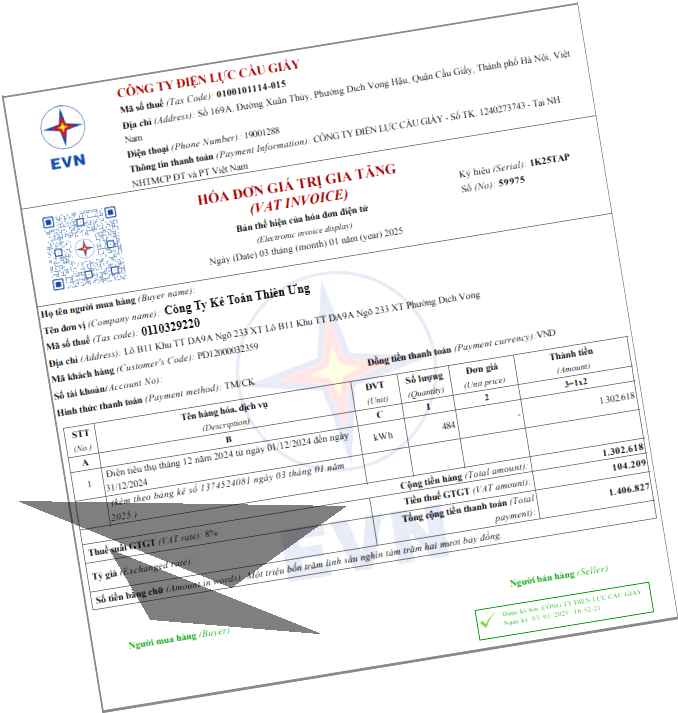 CÔNG TY ĐIỆN LỰC CẦU GIẤY
Mã số thuế (Tax Code): 0100101114-015
Địa chỉ (Address): Số 169A, Đường Xuân Thủy, Phường Dịch Vọng Hậu, Quận Cầu Giấy, Thành phố Hà Nội, Việt
Nam
Điện thoại (Phone Number): 19001288
Thông tin thanh toán (Payment Information): CÔNG TY ĐIỆN LỰC CẦU GIẤY - Số TK: 1240273743 - Tại NH:
NHTMCP ĐT và PT Việt Nam
EVN
HÓA ĐƠN GIÁ TRỊ GIA TĂNG
(VAT INVOICE)
Bản thể hiện của hóa đơn điện tử
(Electronic invoice display)
Ngày (Date) 03 tháng (month) 01 năm (year) 2025
Ký hiệu (Serial): 1K25TAP
Số (No): 59975
Họ tên người mua hàng (Buyer name):
Tên đơn vị (Company name): Công Ty Kế Toán Thiên Ưng
Mã số thuế (Tax code): 0110329220
Địa chỉ (Address): Lô B11 Khu TT DA9A Ngõ 233 XT Lô B11 Khu TT DA9A Ngõ 233 XT Phường Dịch Vọng
Mã khách hàng (Customer's Code): PD12000032359
Số tài khoản (Account No):
Hình thức thanh toán (Payment method): TM/CK
Đồng tiền thanh toán (Payment currency): VND
STT (No.) Tên hàng hóa, dịch vụ (Description) ĐVT (Unit) Số lượng (Quantity) Đơn giá (Unit price) Thành tiền (Amount)
A B C 1 2 3=1x2
1 Điện tiêu thụ tháng 12 năm 2024 từ ngày 01/12/2024 đến ngày 31/12/2024 kWh 484 - 1.302.618
(kèm theo bảng kê số 1374524081 ngày 03 tháng 01 năm
2025 )
Cộng tiền hàng (Total amount): 1.302.618
Thuế suất GTGT (VAT rate): 8% Tiền thuế GTGT (VAT amount): 104.209
Tỷ giá (Exchanged rate): Tổng cộng tiền thanh toán (Total payment): 1.406.827
Số tiền bằng chữ (Amount in words): Một triệu bốn trăm linh sáu nghìn tám trăm hai mươi bảy đồng.
EVN
Người mua hàng (Buyer)
Người bán hàng (Seller)
Được ký bởi CÔNG TY ĐIỆN LỰC CẦU GIẤY
Ngày ký 03 01 2025 16:52:21